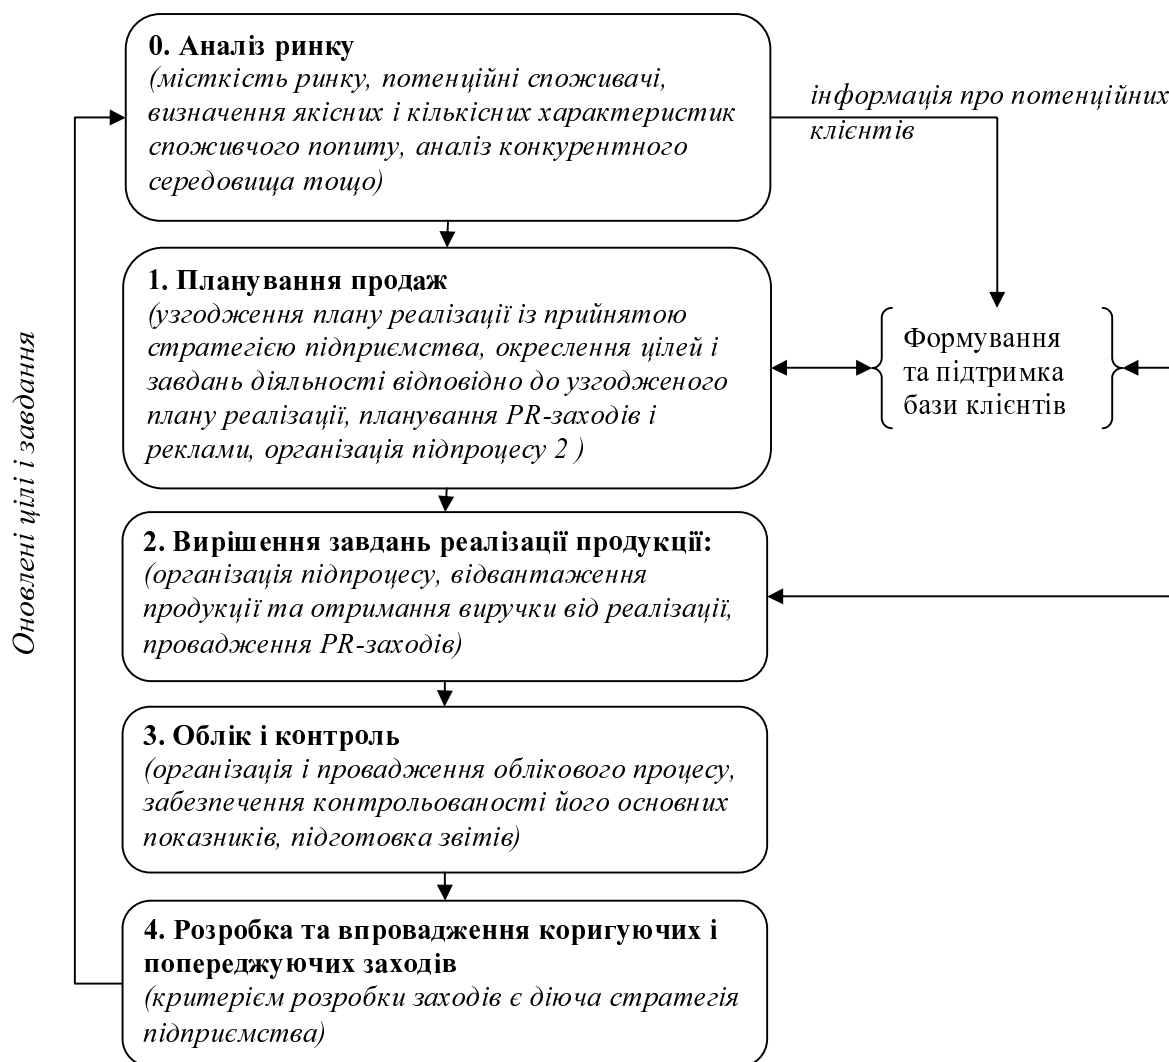 0. Аналіз ринку
(місткість ринку, потенційні споживачі,
визначення якісних і кількісних характеристик
споживчого попиту, аналіз конкурентного
середовища тощо)
інформація про потенційних
клієнтів
1. Планування продаж
(узгодження плану реалізації із прийнятою
стратегією підприємства, окреслення цілей і
завдань діяльності відповідно до узгодженого
плану реалізації, планування PR-заходів і
реклами, організація підпроцесу 2 )
Формування
та підтримка
бази клієнтів
Оновлені цілі і завдання
2. Вирішення завдань реалізації продукції:
(організація підпроцесу, відвантаження
продукції та отримання виручки від реалізації,
провадження PR-заходів)
3. Облік і контроль
(організація і провадження облікового процесу,
забезпечення контрольованості його основних
показників, підготовка звітів)
4. Розробка та впровадження коригуючих і
попереджуючих заходів
(критерієм розробки заходів є діюча стратегія
підприємства)